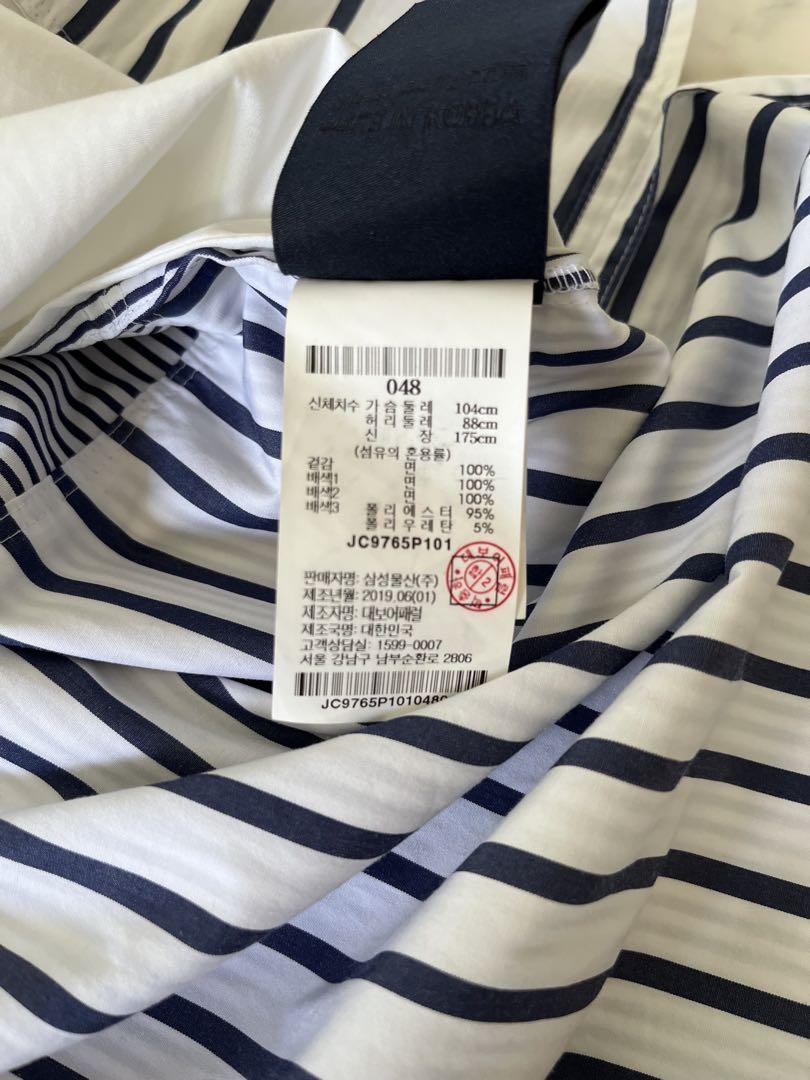 048
신체치수 가 슴 둘 레 104cm
허 리 둘 레 88cm
신 장 175cm
(섬유의 혼용률)
겉감 면 100%
배색1 면 100%
배색2 면 100%
배색3 폴 리 에 스 터 95%
폴 리 우 레 탄 5%
JC9765P101
판매자명: 삼성물산(주)
제조년월: 2019.06(01)
제조자명: 대보어패럴
제조국명: 대한민국
고객상담실: 1599-0007
서울 강남구 남부순환로 2806